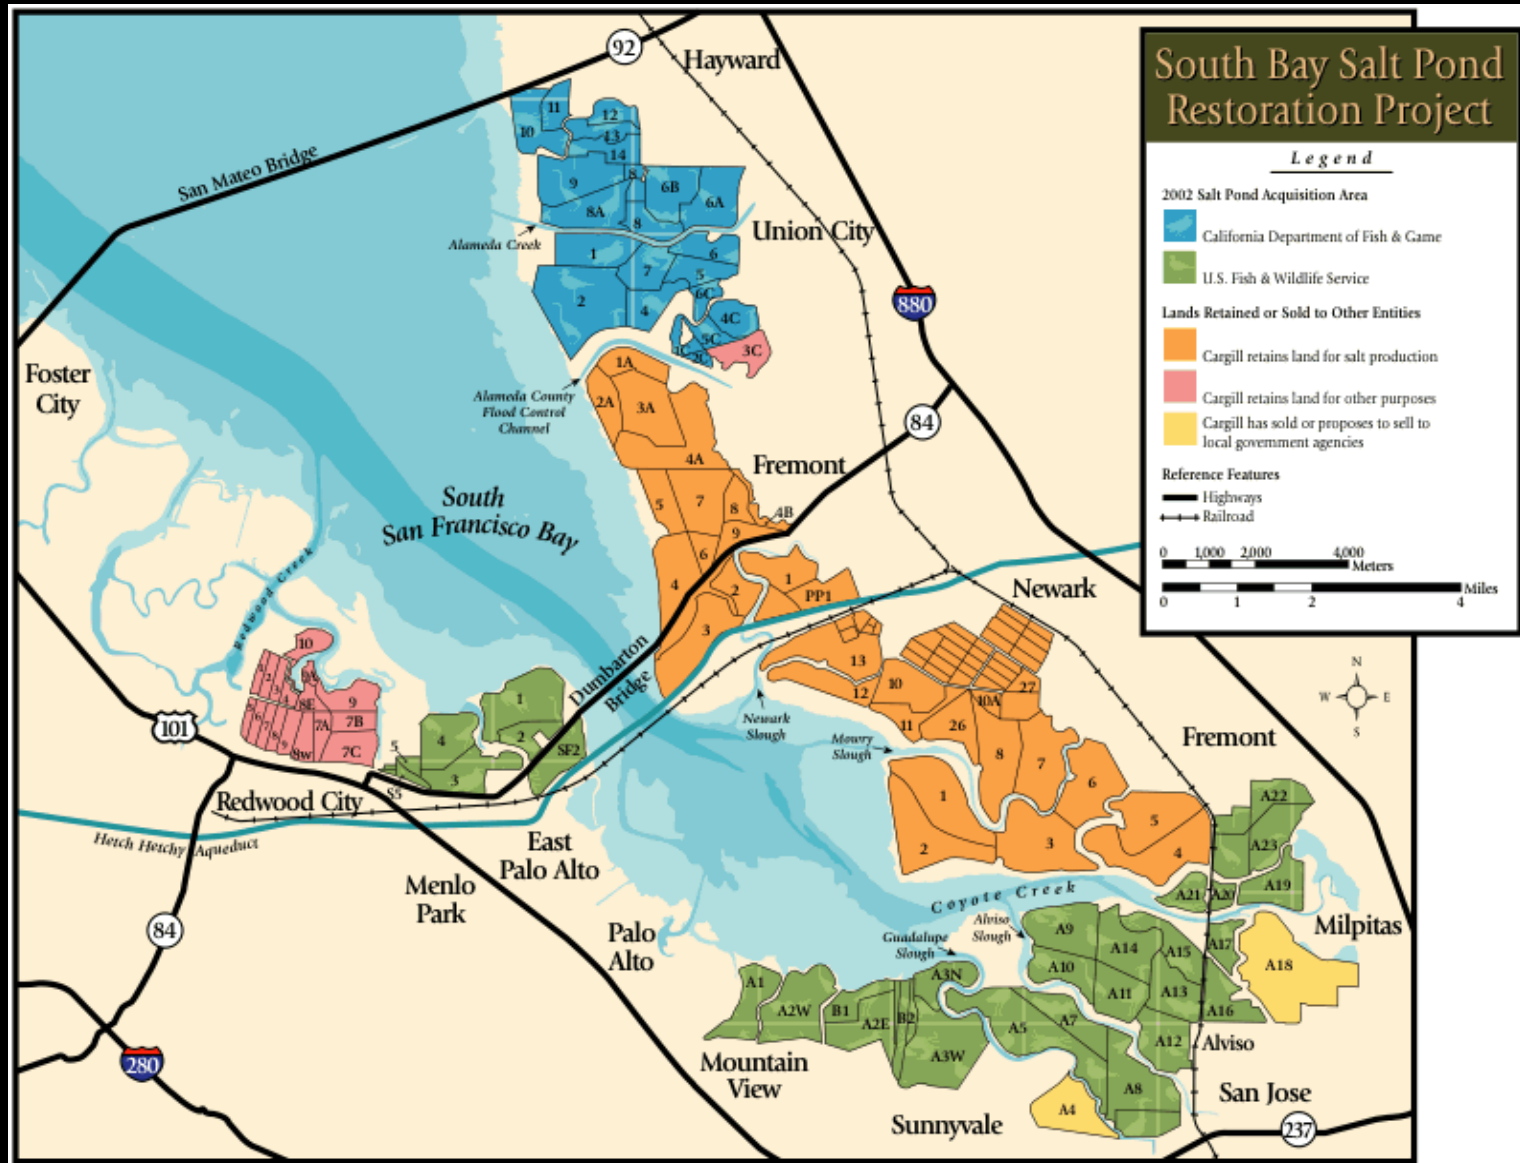 South Bay Salt Pond
Restoration Project
Legend
2002 Salt Pond Acquisition Area
California Department of Fish & Game
U.S. Fish & Wildlife Service
Lands Retained or Sold to Other Entities
Cargill retains land for salt production
Cargill retains land for other purposes
Cargill has sold or proposes to sell to
local government agencies
Reference Features
Highways
Railroad
0 1,000 2,000 4,000
Meters
Miles
0 1 2 4
N
W E
S
92
Hayward
San Mateo Bridge
11
10
12
13
14
9
8
6B
6A
8A
8
Alameda Creek
Union City
1
6
7
5
2
6C
4
4C
5C
1C
2C
3C
880
Foster
City
Alameda County
Flood Control
Channel
1A
2A
3A
4A
84
Fremont
South
San Francisco Bay
5
7
8
4B
9
6
4
2
1
PP1
3
Newark
Redwood Creek
Dumbarton
Bridge
13
12
10
10A
27
11
26
8
7
6
Newark
Slough
Mowry
Slough
Fremont
10
9
8E
7A
7B
7C
8W
101
1
2
SF2
4
5
3
S5
Redwood City
Hetch Hetchy Aqueduct
East
Palo Alto
Menlo
Park
1
2
3
5
4
A22
A23
A19
A21
A20
Coyote Creek
84
Palo
Alto
Guadalupe
Slough
Alviso
Slough
Milpitas
A9
A14
A15
A17
A18
A10
A11
A13
A16
A1
A2W
B1
A2E
B2
A3N
A3W
A5
A7
A12
Alviso
A8
A4
280
Mountain
View
Sunnyvale
San Jose
237